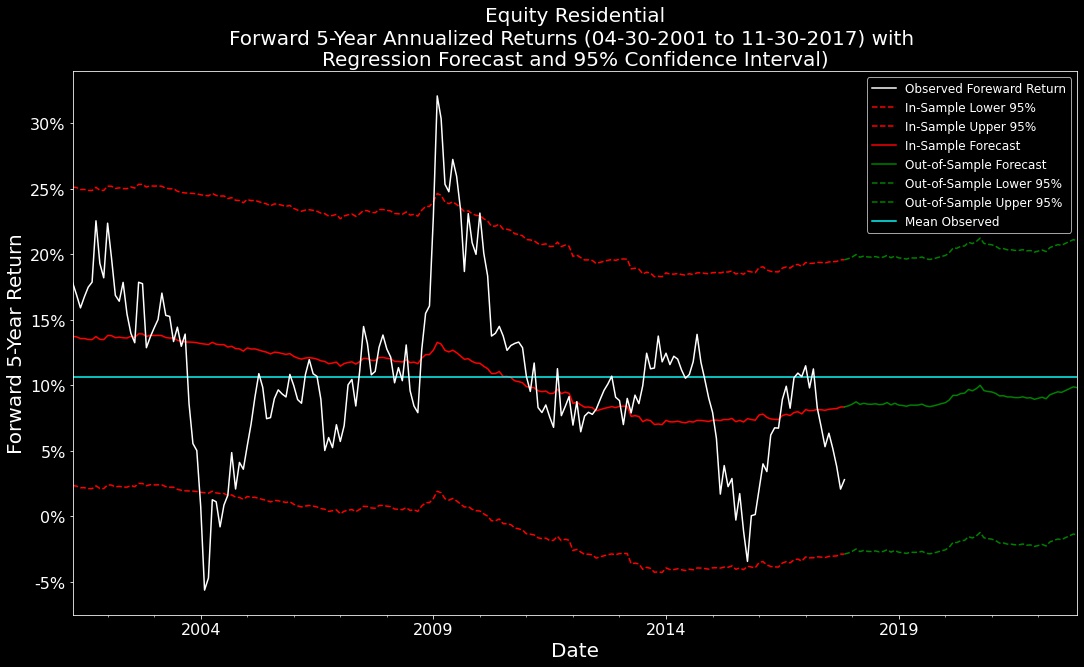 Equity Residential
Forward 5-Year Annualized Returns (04-30-2001 to 11-30-2017) with
Regression Forecast and 95% Confidence Interval)
Observed Foreward Return
In-Sample Lower 95%
In-Sample Upper 95%
In-Sample Forecast
Out-of-Sample Forecast
Out-of-Sample Lower 95%
Out-of-Sample Upper 95%
Mean Observed
Forward 5-Year Return
30%
25%
20%
15%
10%
5%
0%
-5%
2004
2009
2014
2019
Date